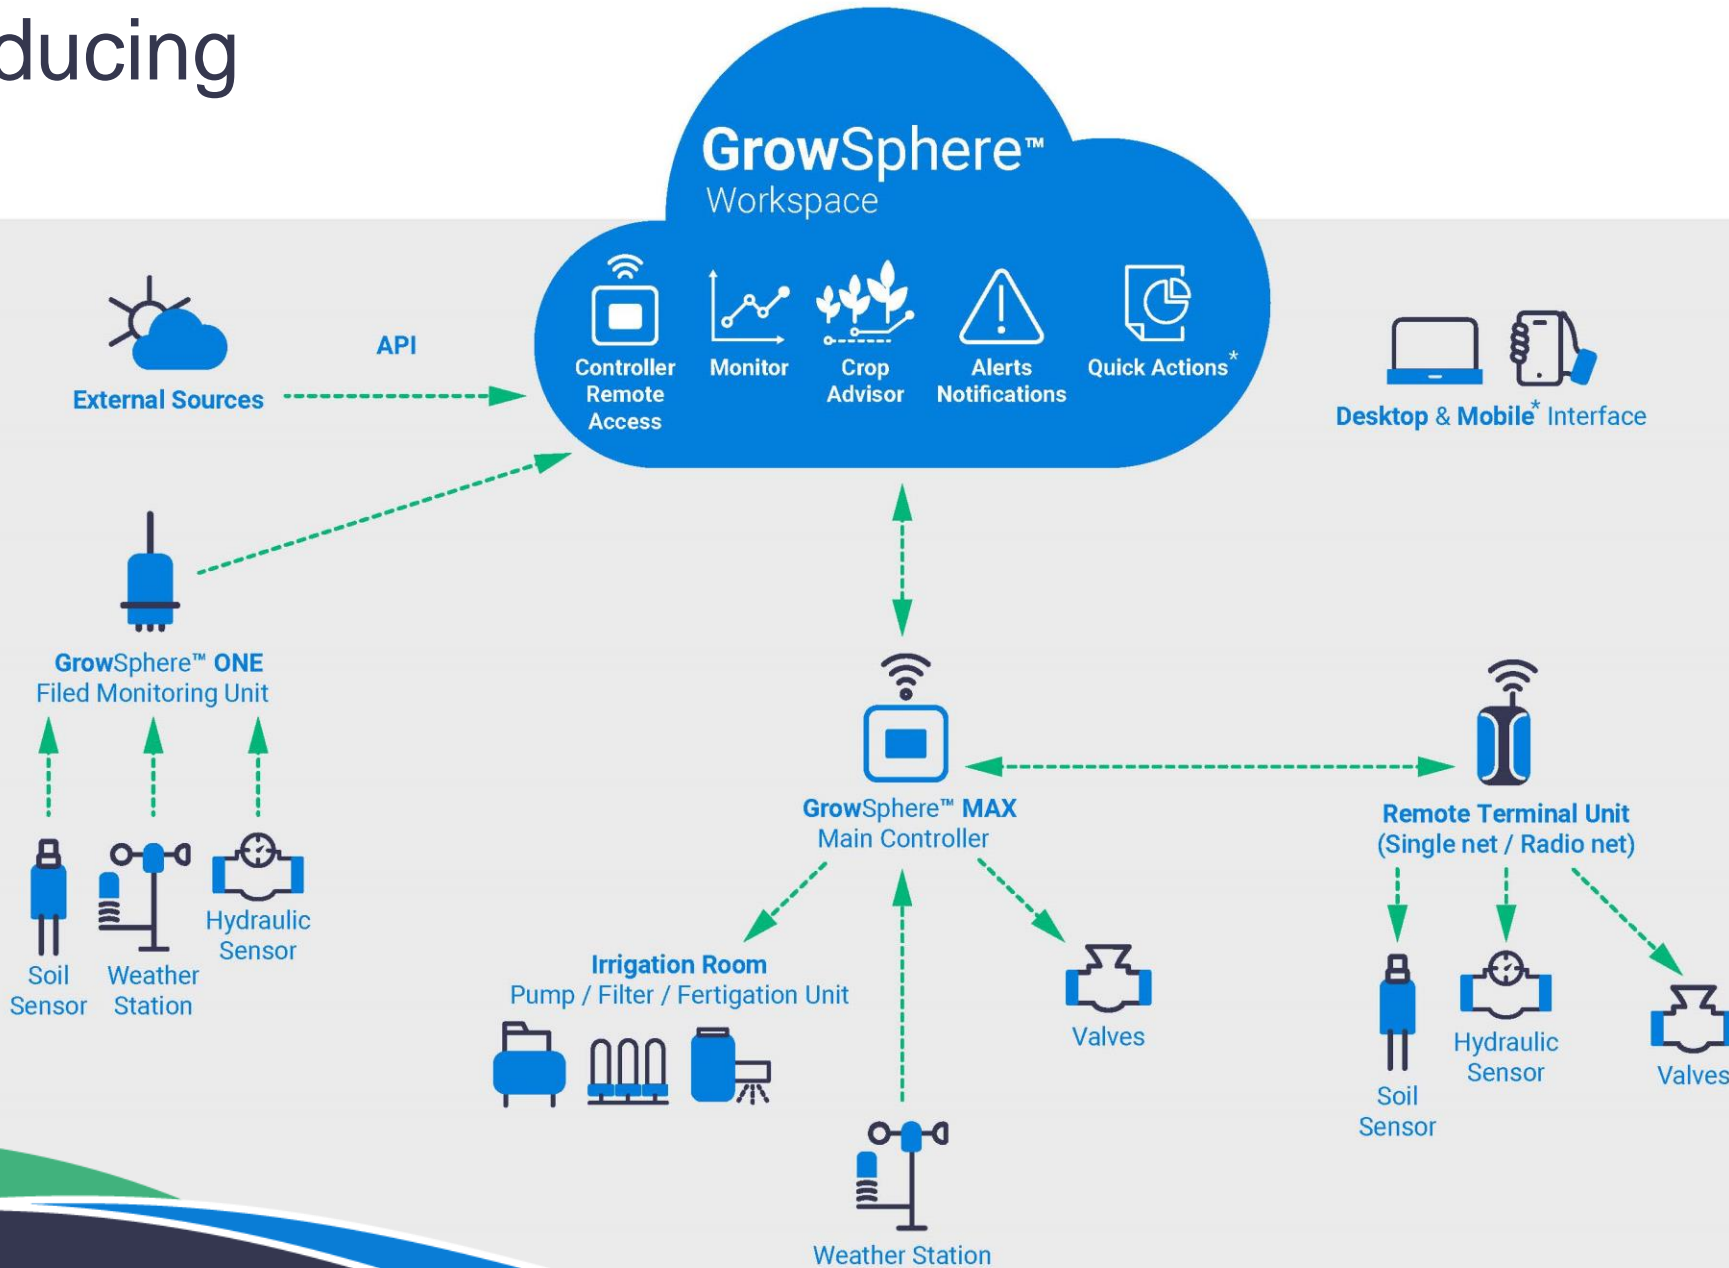 ducing
GrowSphere™
Workspace
Controller
Remote
Access
Monitor
Crop
Advisor
Alerts
Notifications
Quick Actions*
External Sources
API
Desktop & Mobile* Interface
GrowSphere™ ONE
Filed Monitoring Unit
Soil
Sensor
Weather
Station
Hydraulic
Sensor
GrowSphere™ MAX
Main Controller
Irrigation Room
Pump / Filter / Fertigation Unit
Valves
Weather Station
Remote Terminal Unit
(Single net / Radio net)
Soil
Sensor
Hydraulic
Sensor
Valves